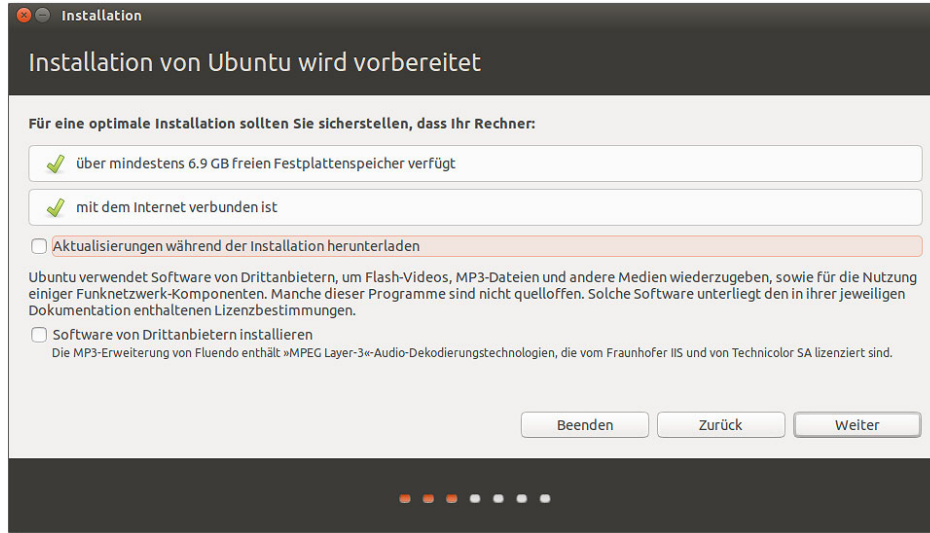 Installation
Installation von Ubuntu wird vorbereitet
Für eine optimale Installation sollten Sie sicherstellen, dass Ihr Rechner:
über mindestens 6.9 GB freien Festplattenspeicher verfügt
mit dem Internet verbunden ist
Aktualisierungen während der Installation herunterladen
Ubuntu verwendet Software von Drittanbietern, um Flash-Videos, MP3-Dateien und andere Medien wiederzugeben, sowie für die Nutzung
einiger Funknetzwerk-Komponenten. Manche dieser Programme sind nicht quelloffen. Solche Software unterliegt den in ihrer jeweiligen
Dokumentation enthaltenen Lizenzbestimmungen.
Software von Drittanbietern installieren
Die MP3-Erweiterung von Fluendo enthält »MPEG Layer-3«-Audio-Dekodierungstechnologien, die vom Fraunhofer IIS und von Technicolor SA lizenziert sind.
Beenden
Zurück
Weiter